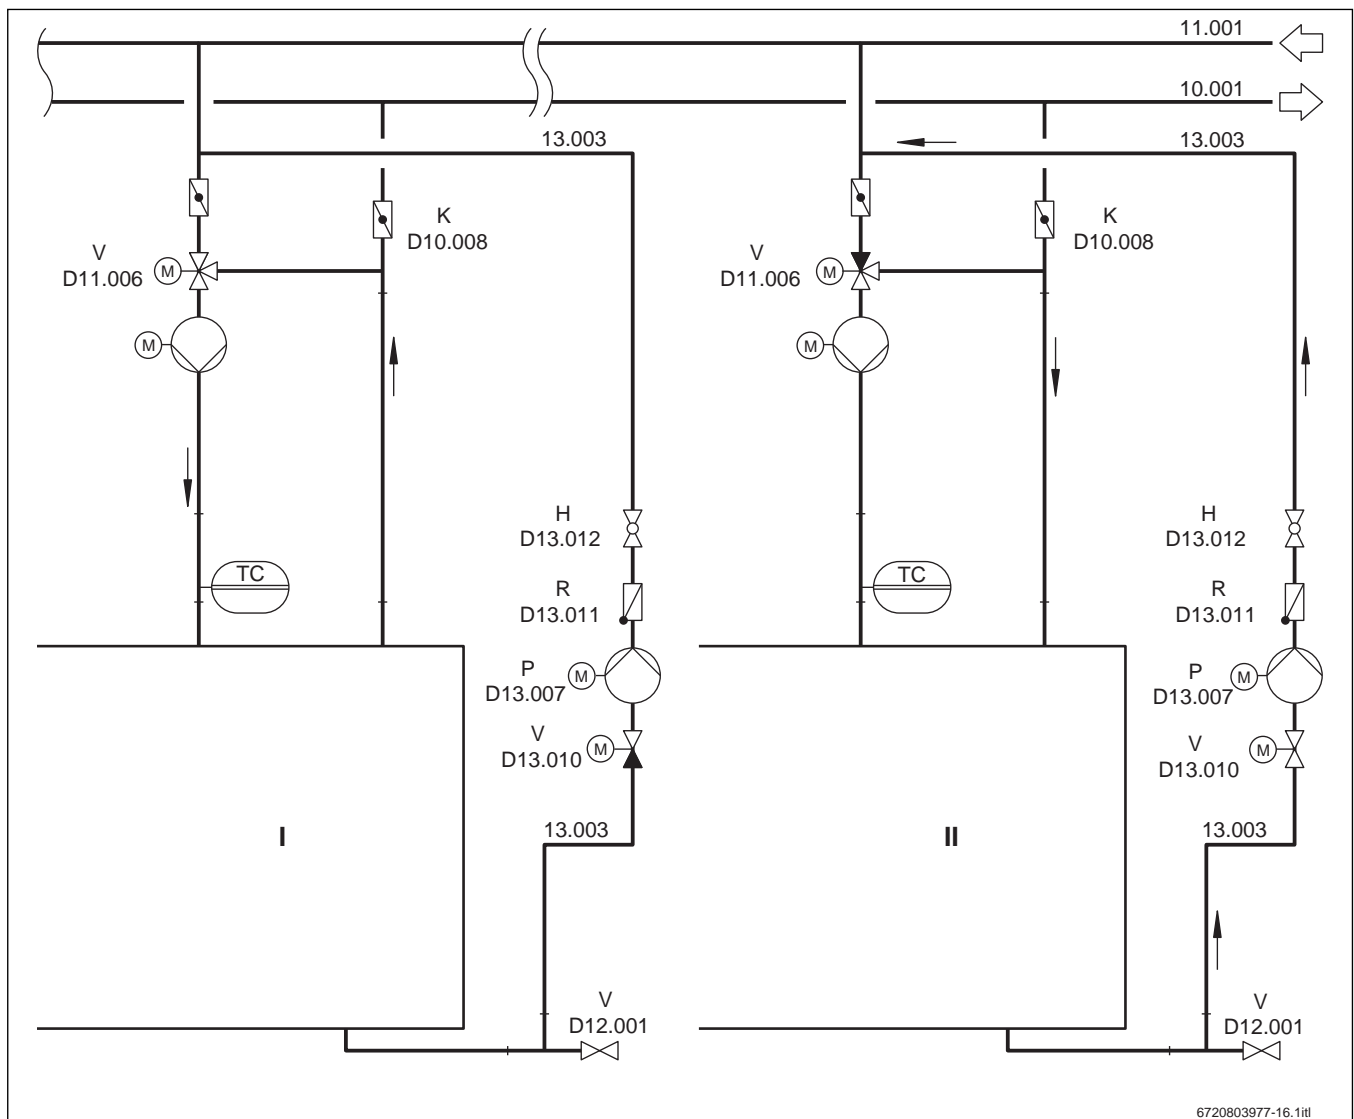 11.001
10.001
13.003
13.003
K
D10.008
K
D10.008
V
D11.006
M
V
D11.006
M
M
M
H
D13.012
H
D13.012
TC
TC
R
D13.011
R
D13.011
P
D13.007
M
P
D13.007
M
V
D13.010
M
V
D13.010
M
I
13.003
II
13.003
V
D12.001
V
D12.001
6720803977-16.1itl